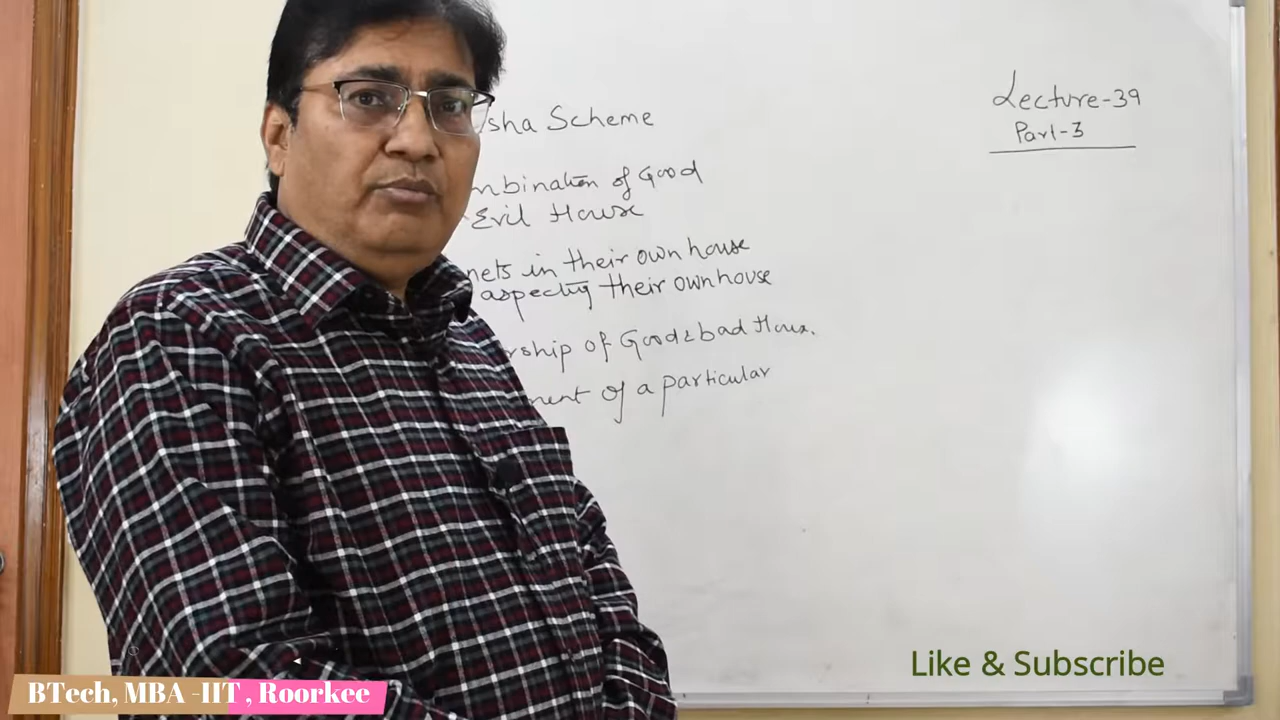 sha Scheme
Lecture-39
Part-3
mbination of Good
Evil House
nets in their own house
aspecting their own house
rship of Good & bad House.
ment of a particular
Like & Subscribe
BTech, MBA -IIT , Roorkee